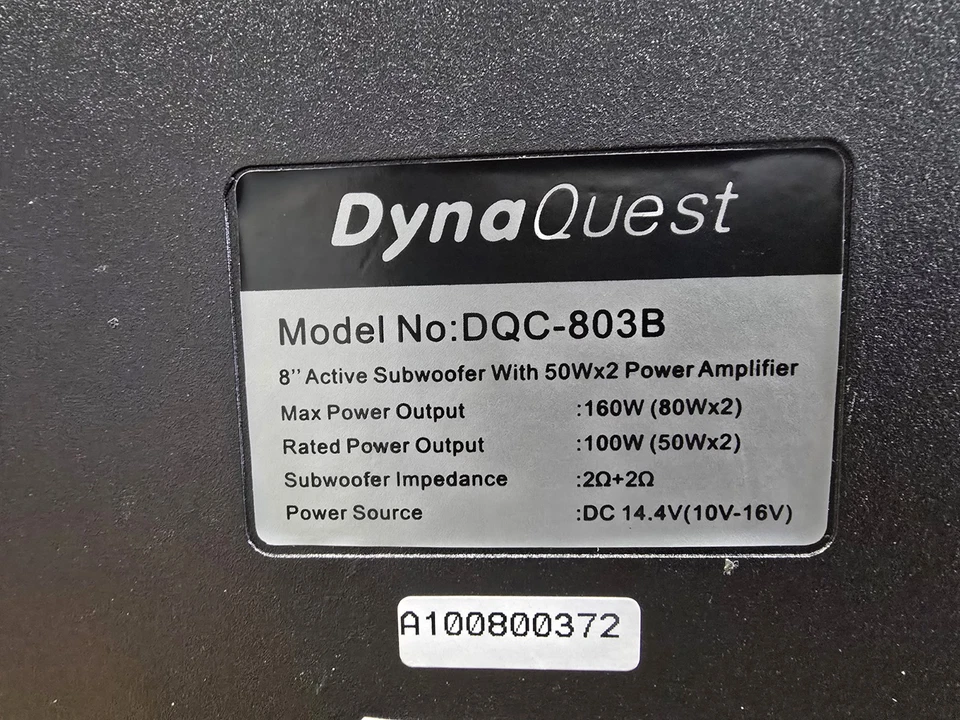 DynaQuest
Model No:DQC-803B
8’’ Active Subwoofer With 50Wx2 Power Amplifier
Max Power Output :160W (80Wx2)
Rated Power Output :100W (50Wx2)
Subwoofer Impedance :2Ω+2Ω
Power Source :DC 14.4V(10V-16V)
A100800372